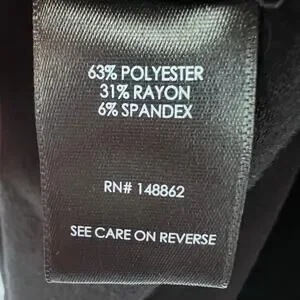 63% POLYESTER
31% RAYON
6% SPANDEX
RN# 148862
SEE CARE ON REVERSE